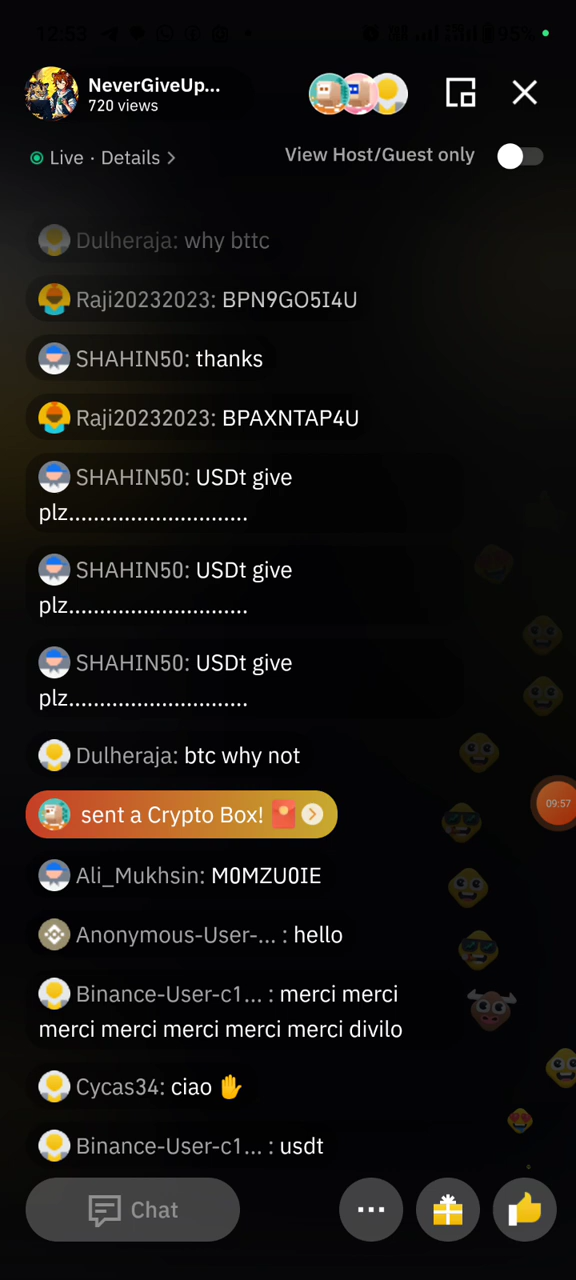 12:53
95%
NeverGiveUp...
720 views
Live · Details
View Host/Guest only
Dulheraja: why bttc
Raji20232023: BPN9GO5I4U
SHAHIN50: thanks
Raji20232023: BPAXNTAP4U
SHAHIN50: USDt give
plz.............................
SHAHIN50: USDt give
plz.............................
SHAHIN50: USDt give
plz.............................
Dulheraja: btc why not
sent a Crypto Box!
09:57
Ali_Mukhsin: M0MZU0IE
Anonymous-User-... : hello
Binance-User-c1... : merci merci
merci merci merci merci merci divilo
Cycas34: ciao ✋
Binance-User-c1... : usdt
Chat